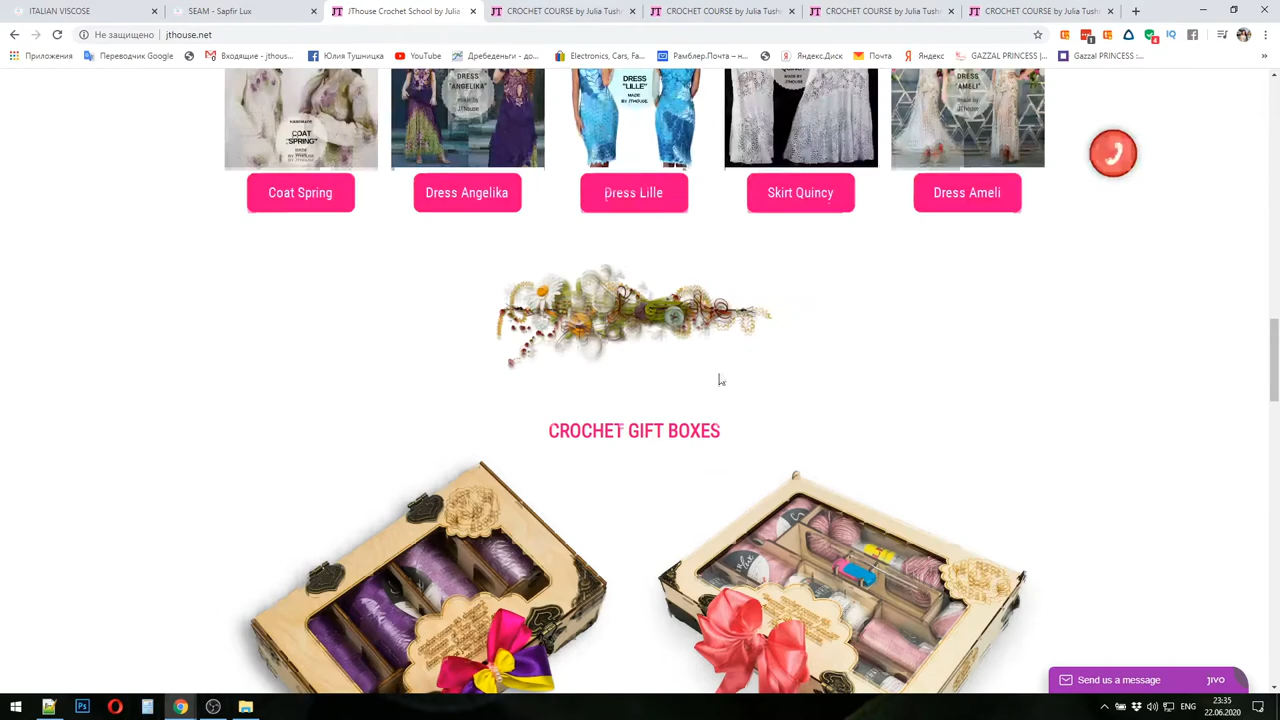 ITALIAN VISCOSE
SEAM - Sapfir Lux
JThouse Crochet School by Julia T
CROCHET COURSE by Julia Tush
CROCHET COURSE by Julia Tush
CROCHET COURSE by Julia Tush
CROCHET COURSE by Julia Tush
Не защищено | jthouse.net
Приложения
Переводчик Google
Входящие - jthous...
Юлия Тушницка
YouTube
Дребеденьги - до...
Electronics, Cars, Fa...
Рамблер.Почта – н...
Яндекс.Диск
Почта
Яндекс
GAZZAL PRINCESS |...
Gazzal PRINCESS :...
HANDMADE
COAT
"SPRING"
MADE
BY JTHOUSE
DRESS
"ANGELIKA"
made by
JThouse
DRESS
"LILLE"
MADE
BY JTHOUSE
MADE BY
JTHOUSE
DRESS
"AMELI"
made by
JThouse
Coat Spring
Dress Angelika
Dress Lille
Skirt Quincy
Dress Ameli
CROCHET GIFT BOXES
Send us a message
JIVO
ENG
23:35
22.06.2020